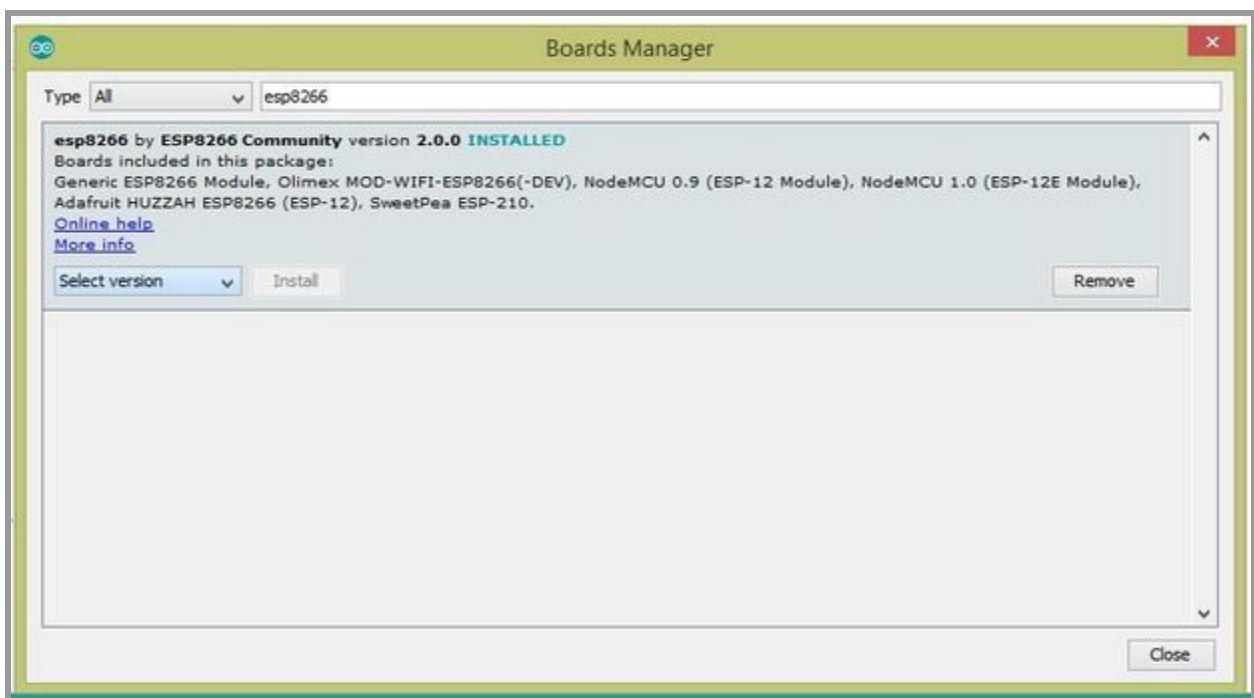 Boards Manager
Type All esp8266
esp8266 by ESP8266 Community version 2.0.0 INSTALLED
Boards included in this package:
Generic ESP8266 Module, Olimex MOD-WIFI-ESP8266(-DEV), NodeMCU 0.9 (ESP-12 Module), NodeMCU 1.0 (ESP-12E Module),
Adafruit HUZZAH ESP8266 (ESP-12), SweetPea ESP-210.
Online help
More info
Select version Install Remove
Close